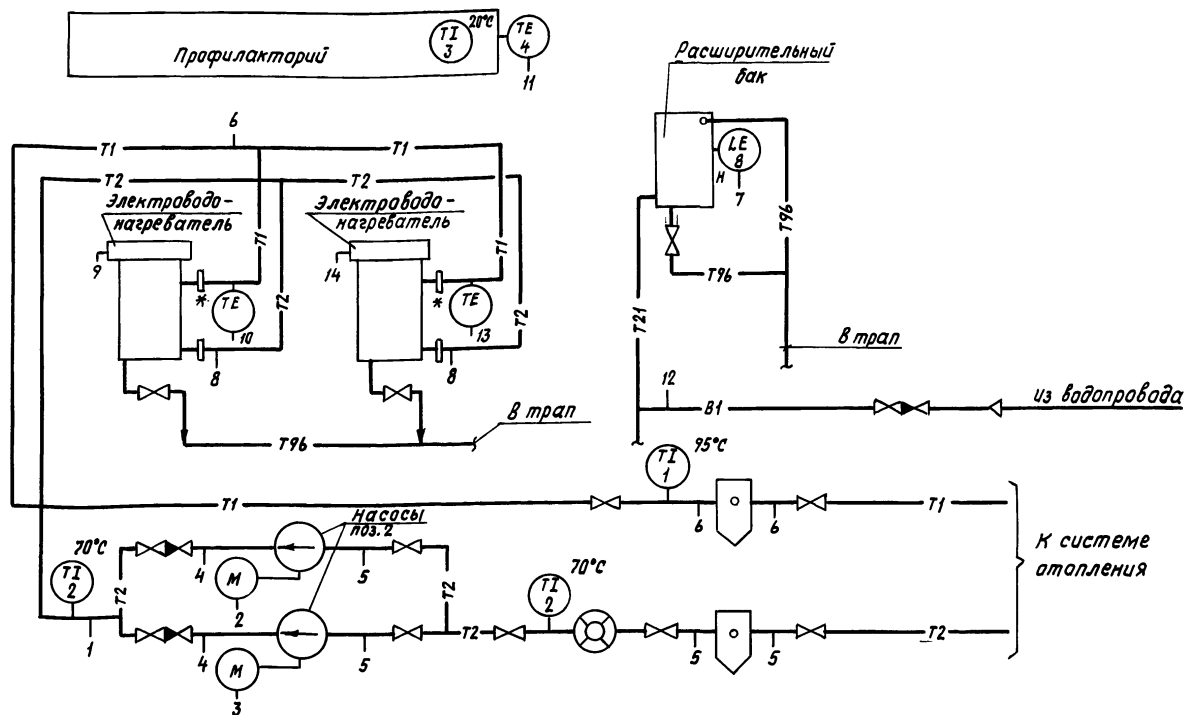 Профилакторий
TI
3
20°C
TE
4
11
Расширительный
бак
LE
8
H
7
6
T1
T1
T2
T2
Электроводо-
нагреватель
Электроводо-
нагреватель
9
14
T1
T1
T2
T2
*
TE
10
*
TE
13
8
8
T96
T96
T21
В трап
12
В1
из водопровода
В трап
T96
TI
1
95°C
T1
6
6
T1
Насосы
поз.2
70°C
TI
2
T2
4
M
2
5
T2
70°C
TI
2
К системе
отопления
1
4
M
3
5
T2
5
5
T2